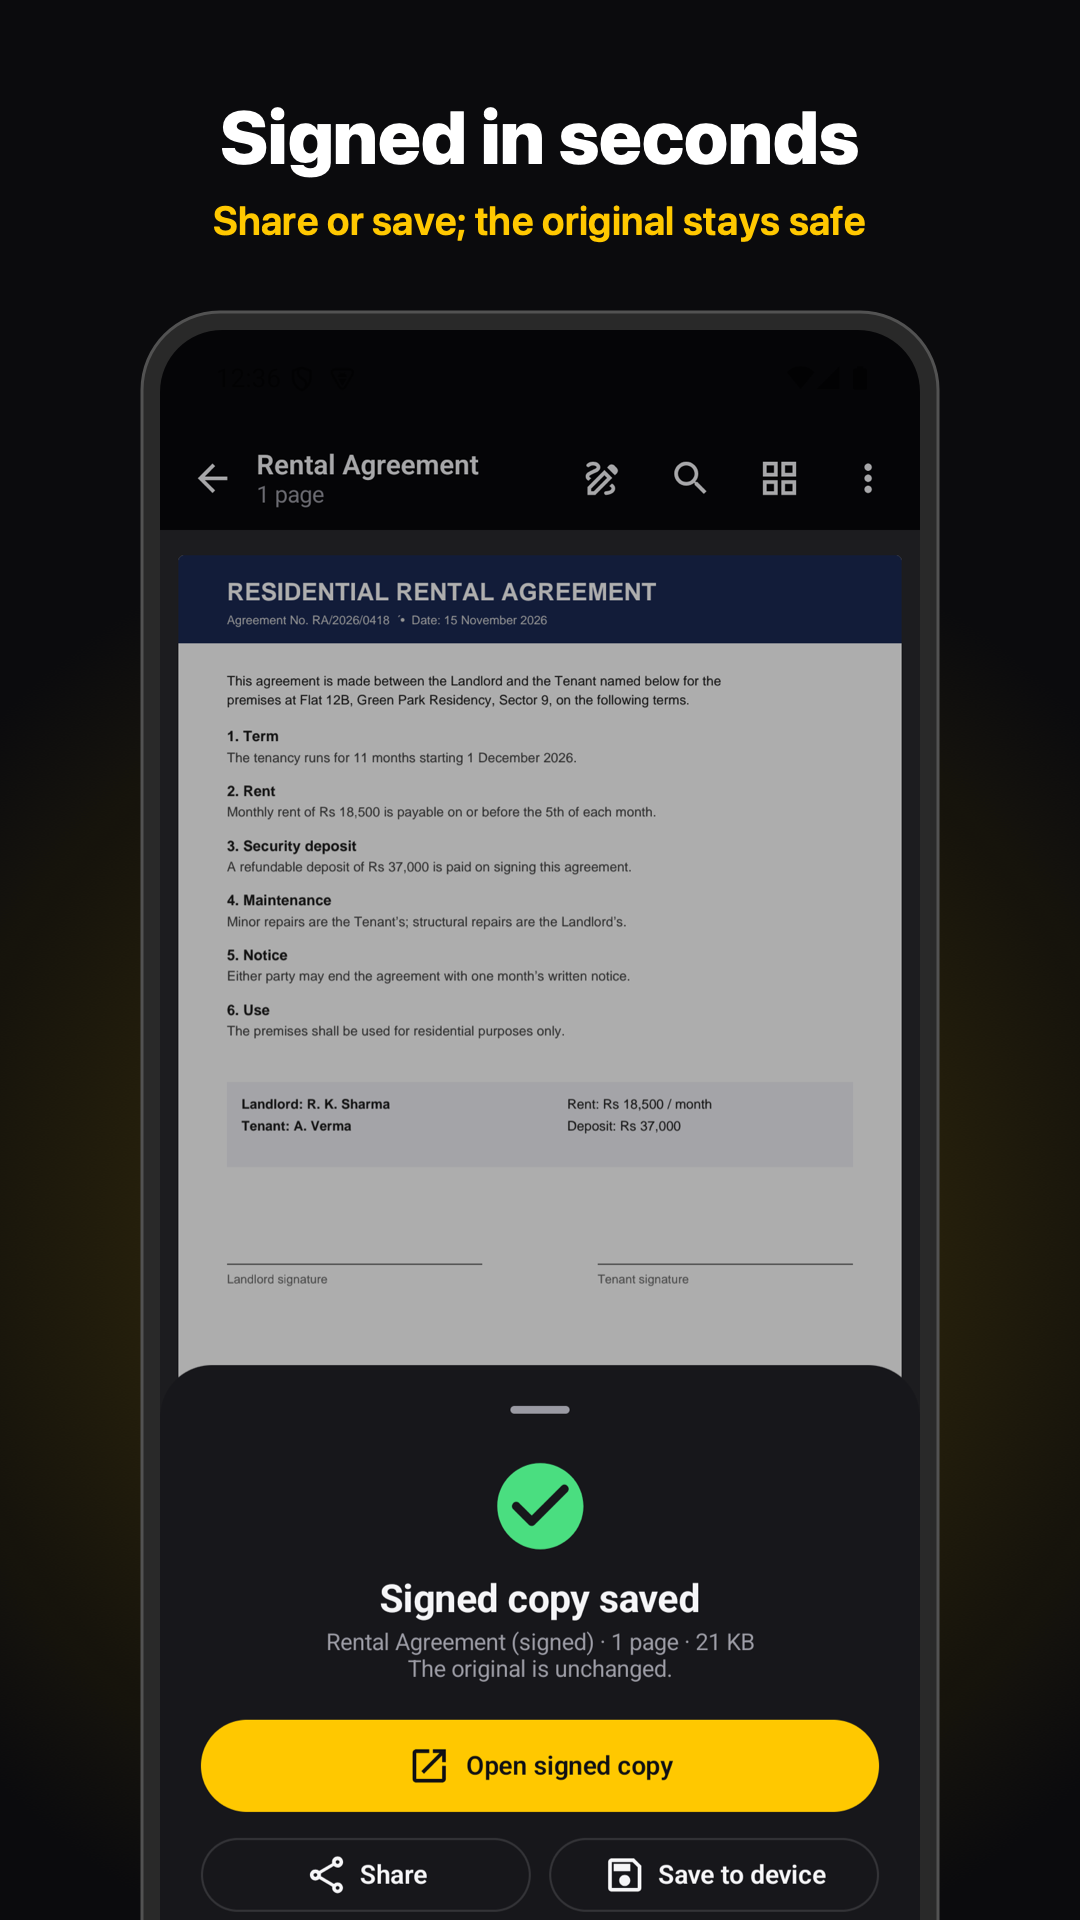 Signed in seconds
Share or save; the original stays safe
12:36
Rental Agreement
1 page
RESIDENTIAL RENTAL AGREEMENT
Agreement No. RA/2026/0418 • Date: 15 November 2026
This agreement is made between the Landlord and the Tenant named below for the
premises at Flat 12B, Green Park Residency, Sector 9, on the following terms.
1. Term
The tenancy runs for 11 months starting 1 December 2026.
2. Rent
Monthly rent of Rs 18,500 is payable on or before the 5th of each month.
3. Security deposit
A refundable deposit of Rs 37,000 is paid on signing this agreement.
4. Maintenance
Minor repairs are the Tenant's; structural repairs are the Landlord's.
5. Notice
Either party may end the agreement with one month's written notice.
6. Use
The premises shall be used for residential purposes only.
Landlord: R. K. Sharma
Rent: Rs 18,500 / month
Tenant: A. Verma
Deposit: Rs 37,000
Landlord signature
Tenant signature
Signed copy saved
Rental Agreement (signed) · 1 page · 21 KB
The original is unchanged.
Open signed copy
Share
Save to device